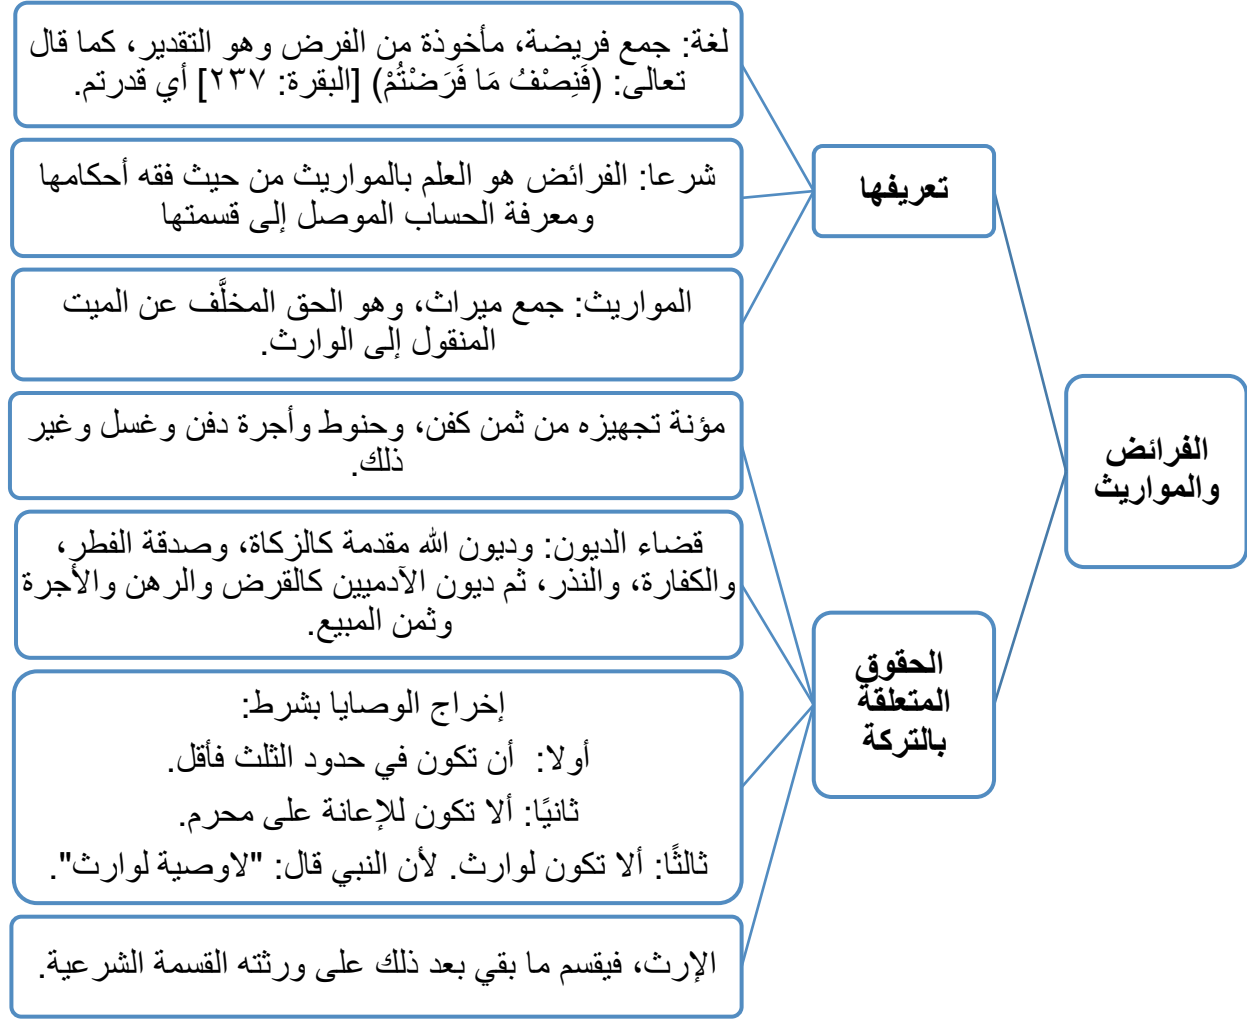 الفرائض
والمواريث
تعريفها
لغة: جمع فريضة، مأخوذة من الفرض وهو التقدير، كما قال
تعالى: (فَنِصْفُ مَا فَرَضْتُمْ) [البقرة: ٢٣٧] أي قدرتم.
شرعا: الفرائض هو العلم بالمواريث من حيث فقه أحكامها
ومعرفة الحساب الموصل إلى قسمتها
المواريث: جمع ميراث، وهو الحق المخلَّف عن الميت
المنقول إلى الوارث.
الحقوق
المتعلقة
بالتركة
مؤنة تجهيزه من ثمن كفن، وحنوط وأجرة دفن وغسل وغير
ذلك.
قضاء الديون: وديون الله مقدمة كالزكاة، وصدقة الفطر،
والكفارة، والنذر، ثم ديون الآدميين كالقرض والرهن والأجرة
وثمن المبيع.
إخراج الوصايا بشرط:
أولا: أن تكون في حدود الثلث فأقل.
ثانيًا: ألا تكون للإعانة على محرم.
ثالثًا: ألا تكون لوارث. لأن النبي قال: "لاوصية لوارث".
الإرث، فيقسم ما بقي بعد ذلك على ورثته القسمة الشرعية.